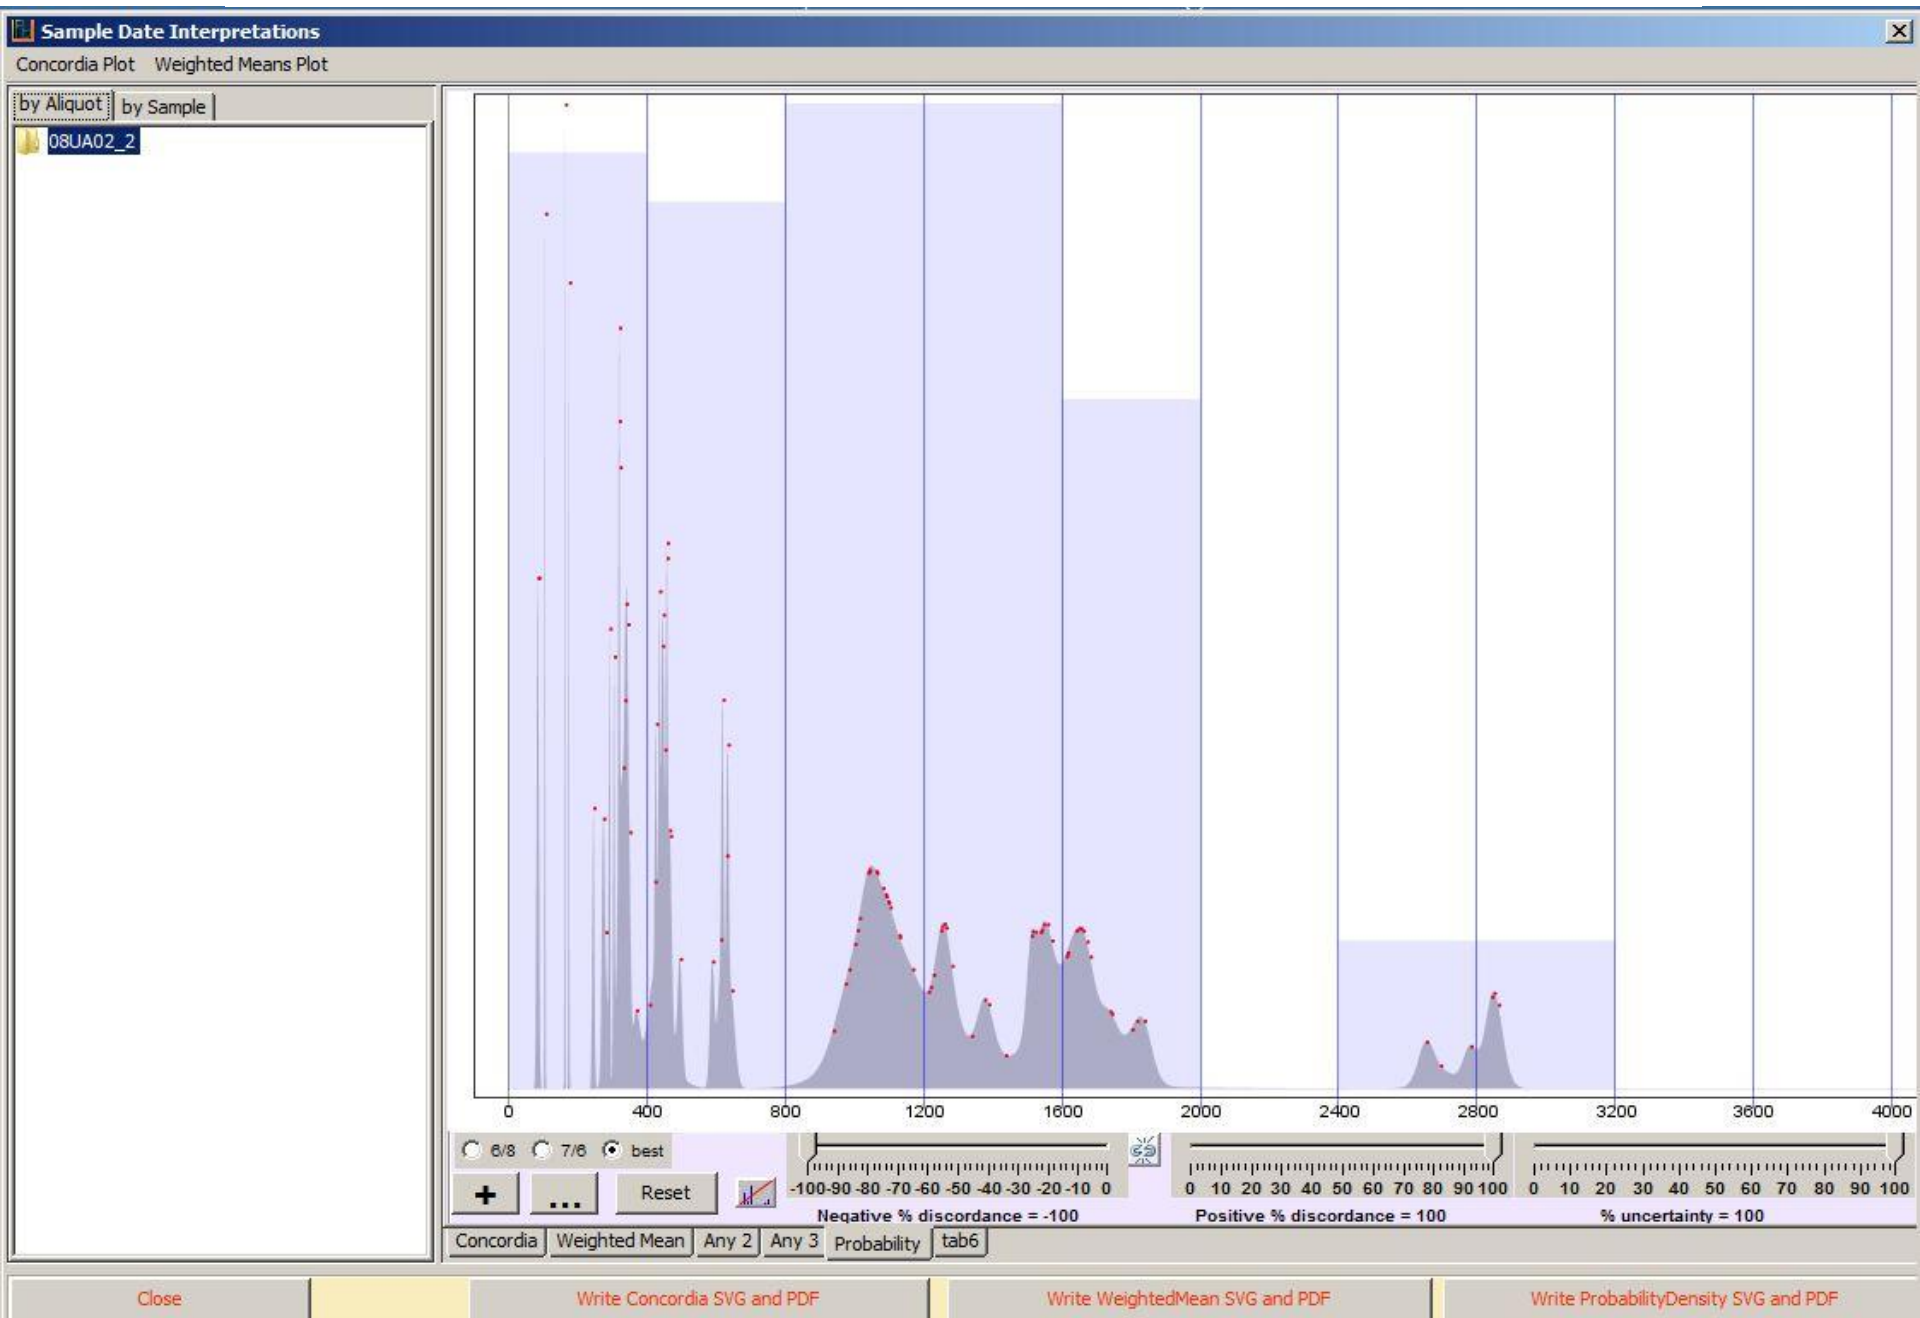 Sample Date Interpretations
Concordia Plot Weighted Means Plot
by Aliquot by Sample
08UA02_2
0 400 800 1200 1600 2000 2400 2800 3200 3600 4000
6/8 7/6 best
+ ... Reset
-100-90 -80 -70 -60 -50 -40 -30 -20 -10 0
0 10 20 30 40 50 60 70 80 90 100
0 10 20 30 40 50 60 70 80 90 100
Negative % discordance = -100
Positive % discordance = 100
% uncertainty = 100
Concordia Weighted Mean Any 2 Any 3 Probability tab6
Close Write Concordia SVG and PDF Write WeightedMean SVG and PDF Write ProbabilityDensity SVG and PDF